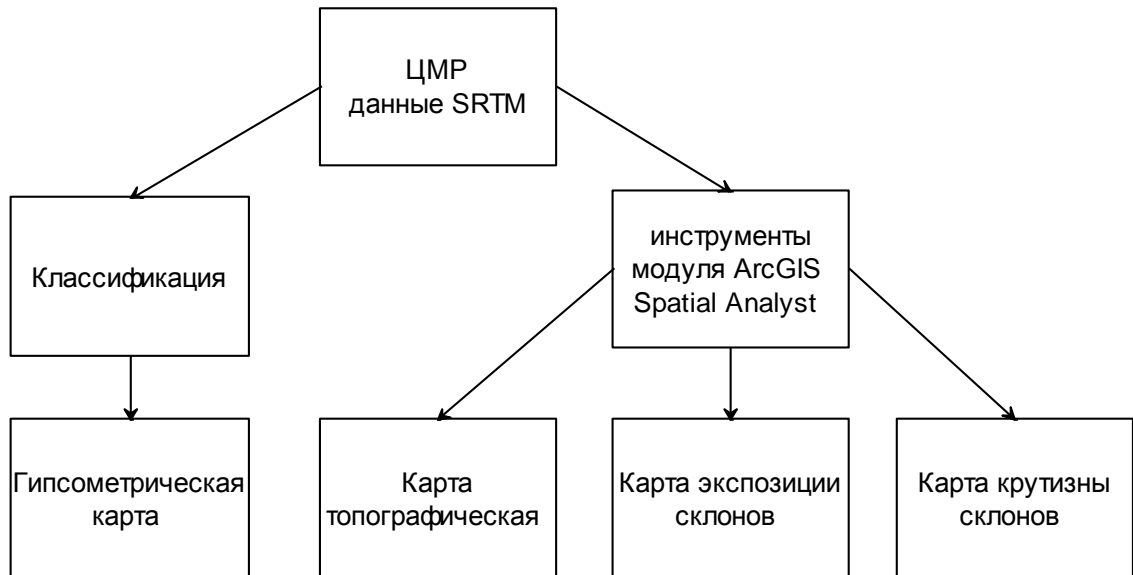 ЦМР
данные SRTM
Классификация
инструменты
модуля ArcGIS
Spatial Analyst
Гипсометрическая
карта
Карта
топографическая
Карта экспозиции
склонов
Карта крутизны
склонов